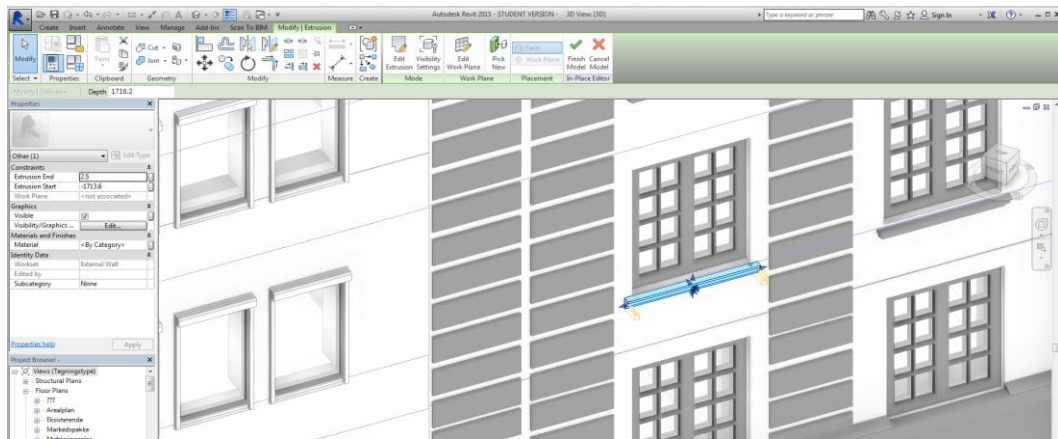 Autodesk Revit 2015 - STUDENT VERSION - 3D View: {3D}
Type a keyword or phrase
Sign In
Create Insert Annotate View Manage Add-Ins Scan To BIM Modify | Extrusion
Modify
Paste
Cut
Join
Edit Extrusion
Visibility Settings
Edit Work Plane
Pick New
Face
Work Plane
Finish Model
Cancel Model
Select Properties Clipboard Geometry Modify Measure Create Mode Work Plane Placement In-Place Editor
Modify | Extrusion Depth 1716.2
Properties
Other (1) Edit Type
Constraints
Extrusion End 2.5
Extrusion Start -1713.6
Work Plane <not associated>
Graphics
Visible
Visibility/Graphics ... Edit...
Materials and Finishes
Material <By Category>
Identity Data
Workset External Wall
Edited by
Subcategory None
Properties help Apply
Project Browser -
Views (Tegningstype)
Structural Plans
Floor Plans
???
Arealplan
Eksisterende
Markedspakke
FRONT